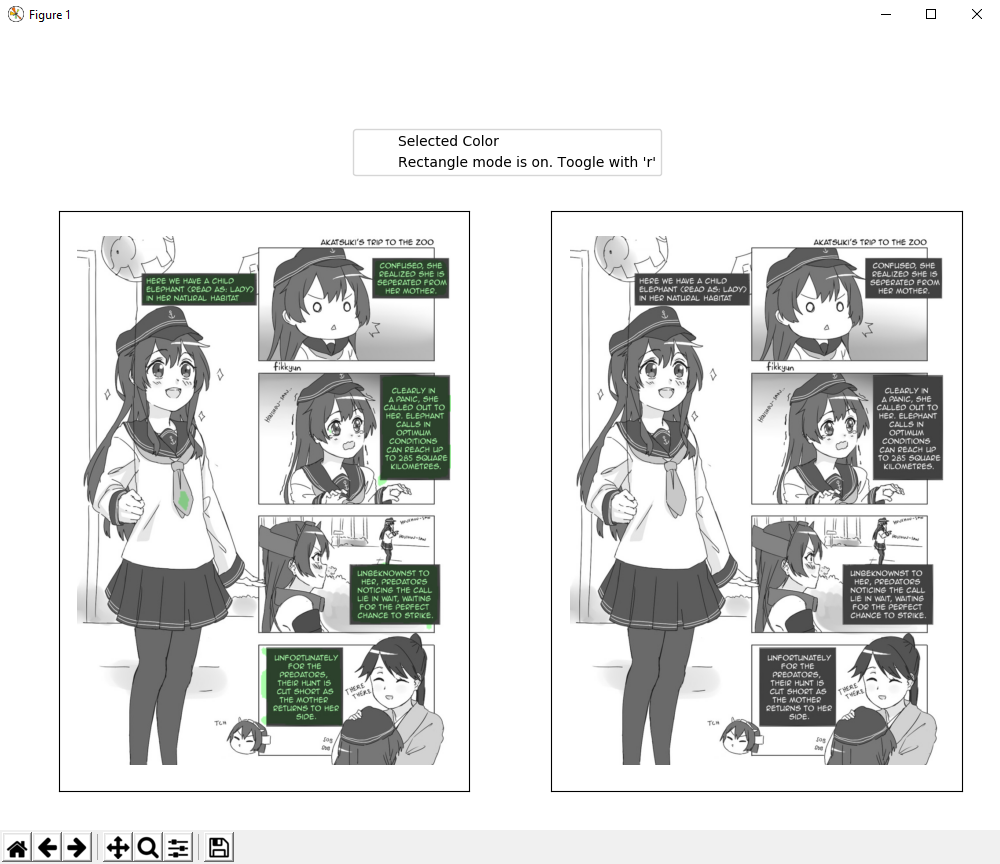 Figure 1
Selected Color
Rectangle mode is on. Toogle with 'r'
AKATSUKI'S TRIP TO THE ZOO
HERE WE HAVE A CHILD
ELEPHANT (READ AS: LADY)
IN HER NATURAL HABITAT
CONFUSED, SHE
REALIZED SHE IS
SEPERATED FROM
HER MOTHER.
fikkyun
CLEARLY IN
A PANIC, SHE
CALLED OUT TO
HER. ELEPHANT
CALLS IN
OPTIMUM
CONDITIONS
CAN REACH UP
TO 285 SQUARE
KILOMETRES.
UNBEKNOWNST TO
HER, PREDATORS
NOTICING THE CALL
LIE IN WAIT, WAITING
FOR THE PERFECT
CHANCE TO STRIKE.
UNFORTUNATELY
FOR THE
PREDATORS,
THEIR HUNT IS
CUT SHORT AS
THE MOTHER
RETURNS TO HER
SIDE.
THERE
THERE
TCH
SOB
AKATSUKI'S TRIP TO THE ZOO
HERE WE HAVE A CHILD
ELEPHANT (READ AS: LADY)
IN HER NATURAL HABITAT
CONFUSED, SHE
REALIZED SHE IS
SEPERATED FROM
HER MOTHER.
fikkyun
CLEARLY IN
A PANIC, SHE
CALLED OUT TO
HER. ELEPHANT
CALLS IN
OPTIMUM
CONDITIONS
CAN REACH UP
TO 285 SQUARE
KILOMETRES.
UNBEKNOWNST TO
HER, PREDATORS
NOTICING THE CALL
LIE IN WAIT, WAITING
FOR THE PERFECT
CHANCE TO STRIKE.
UNFORTUNATELY
FOR THE
PREDATORS,
THEIR HUNT IS
CUT SHORT AS
THE MOTHER
RETURNS TO HER
SIDE.
THERE
THERE
TCH
SOB